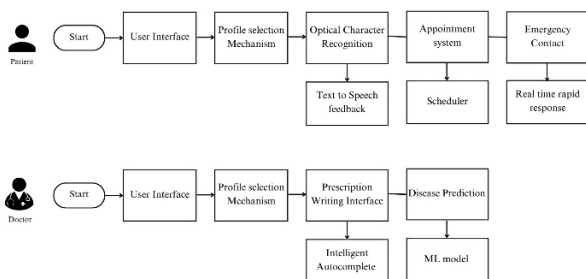 Patient
Start
User Interface
Profile selection
Mechanism
Optical Character
Recognition
Appointment
system
Emergency
Contact
Text to Speech
feedback
Scheduler
Real time rapid
response
Doctor
Start
User Interface
Profile selection
Mechanism
Prescription
Writing Interface
Disease Prediction
Intelligent
Autocomplete
ML model